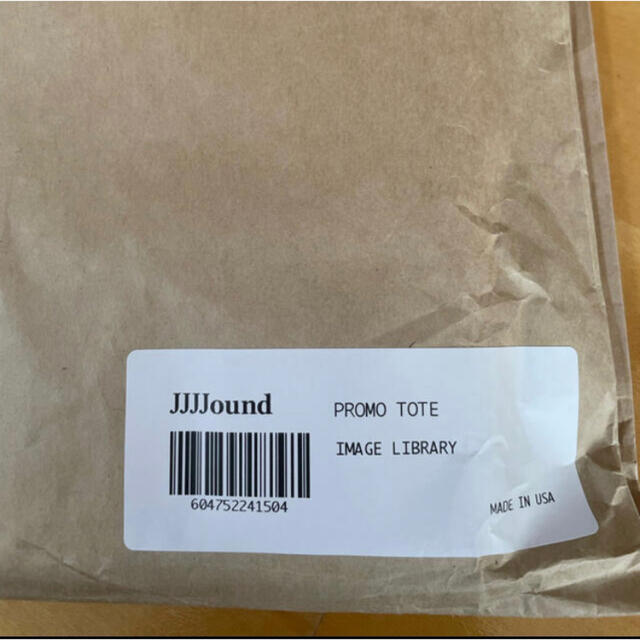 JJJJound
PROMO TOTE
IMAGE LIBRARY
604752241504
MADE IN USA